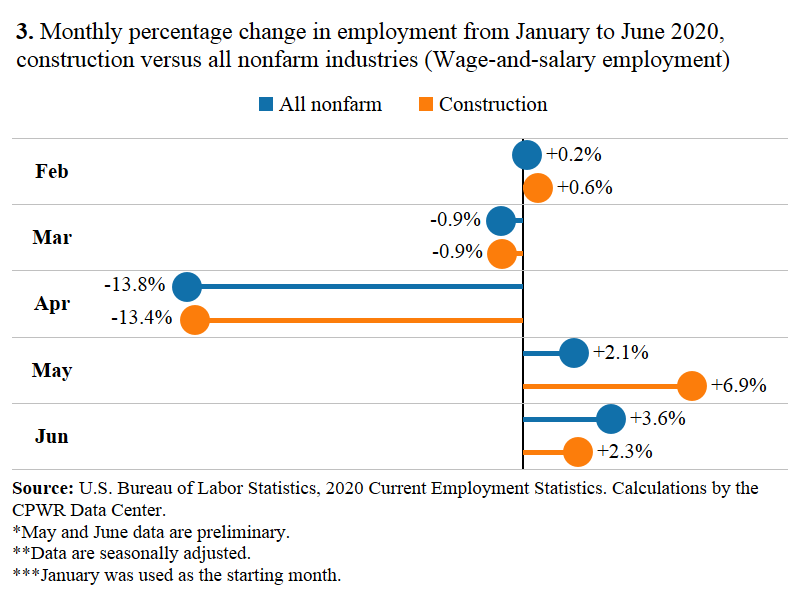 3. Monthly percentage change in employment from January to June 2020,
construction versus all nonfarm industries (Wage-and-salary employment)
All nonfarm Construction
Feb
+0.2%
+0.6%
Mar
-0.9%
-0.9%
Apr
-13.8%
-13.4%
May
+2.1%
+6.9%
Jun
+3.6%
+2.3%
Source: U.S. Bureau of Labor Statistics, 2020 Current Employment Statistics. Calculations by the
CPWR Data Center.
*May and June data are preliminary.
**Data are seasonally adjusted.
***January was used as the starting month.